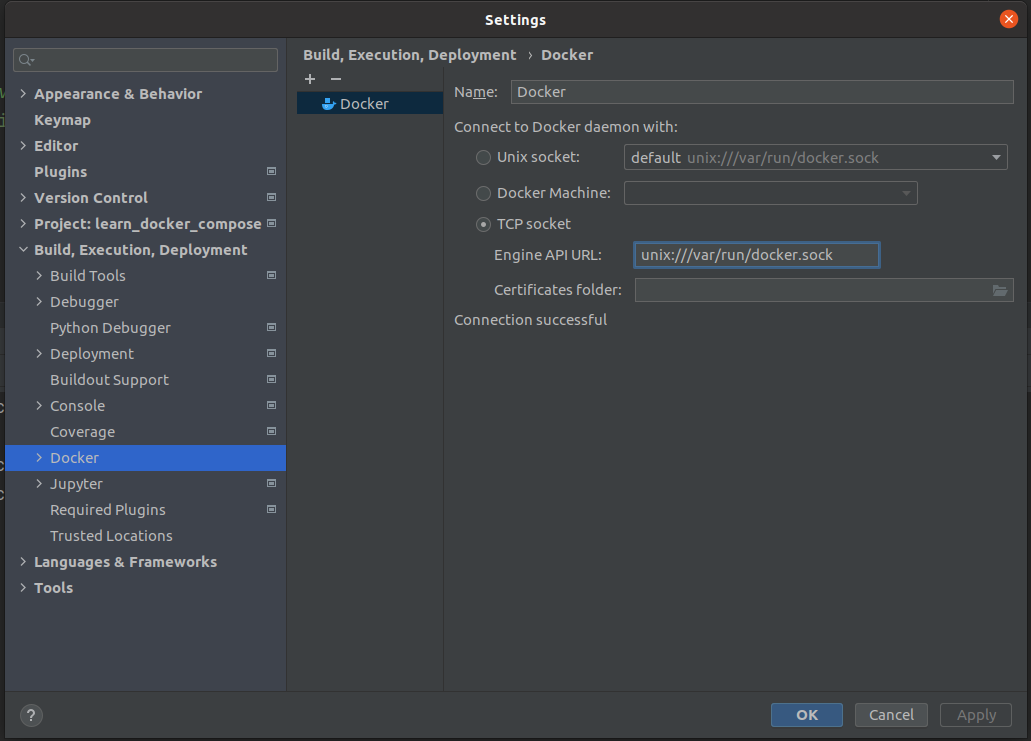 Settings
Build, Execution, Deployment › Docker
Appearance & Behavior
Keymap
Editor
Plugins
Version Control
Project: learn_docker_compose
Build, Execution, Deployment
Build Tools
Debugger
Python Debugger
Deployment
Buildout Support
Console
Coverage
Docker
Jupyter
Required Plugins
Trusted Locations
Languages & Frameworks
Tools
+ −
Docker
Name: Docker
Connect to Docker daemon with:
Unix socket: default unix:///var/run/docker.sock
Docker Machine:
TCP socket
Engine API URL: unix:///var/run/docker.sock
Certificates folder:
Connection successful
? OK Cancel Apply